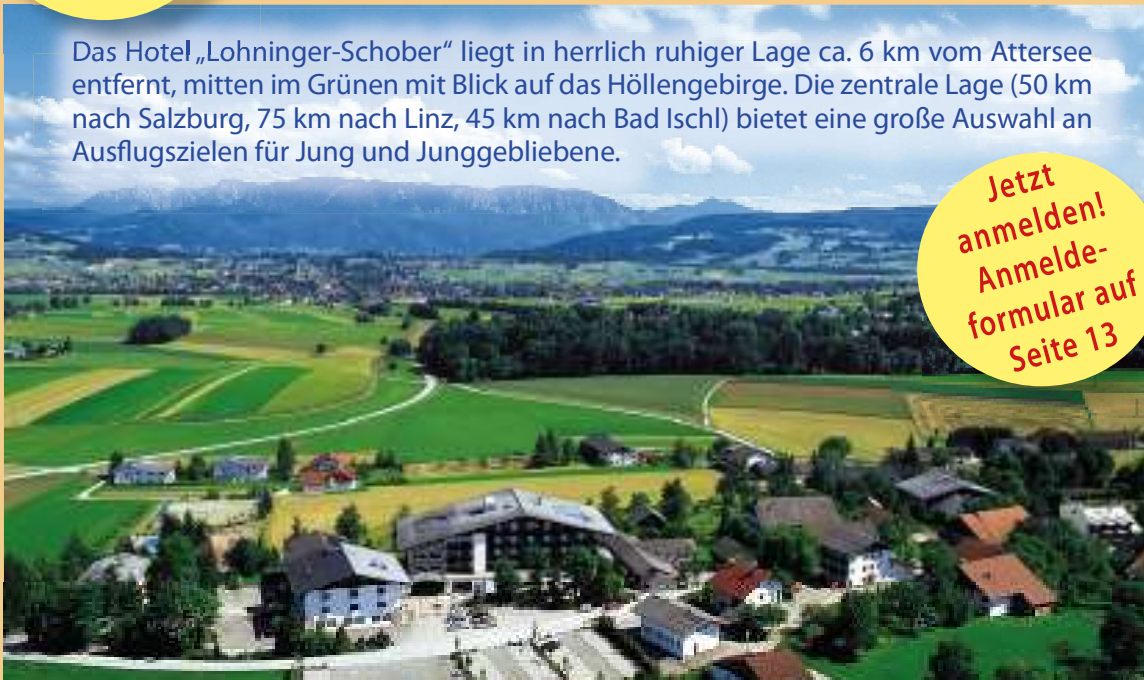 Das Hotel „Lohninger-Schober“ liegt in herrlich ruhiger Lage ca. 6 km vom Attersee
entfernt, mitten im Grünen mit Blick auf das Höllengebirge. Die zentrale Lage (50 km
nach Salzburg, 75 km nach Linz, 45 km nach Bad Ischl) bietet eine große Auswahl an
Ausflugszielen für Jung und Junggebliebene.
Jetzt
anmelden!
Anmelde-
formular auf
Seite 13